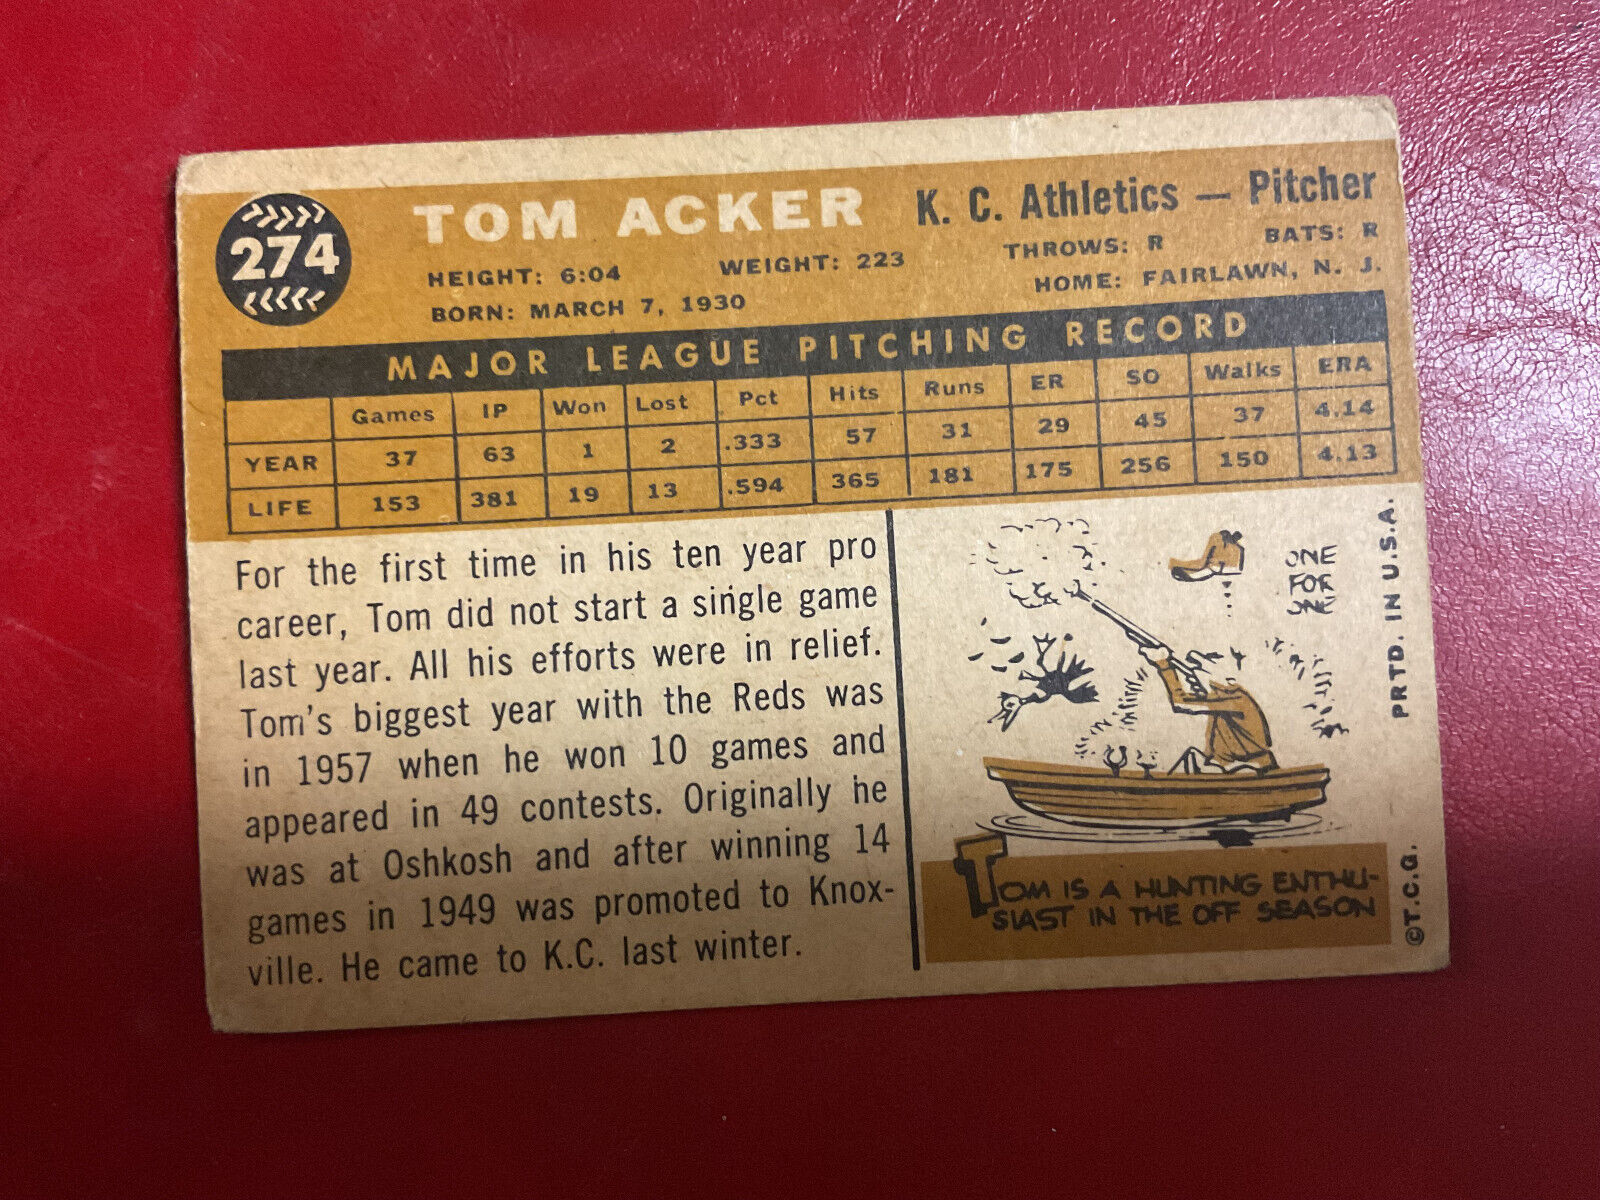 274
TOM ACKER
K. C. Athletics — Pitcher
HEIGHT: 6:04 WEIGHT: 223 THROWS: R BATS: R
BORN: MARCH 7, 1930 HOME: FAIRLAWN, N. J.
MAJOR LEAGUE PITCHING RECORD
Games IP Won Lost Pct Hits Runs ER SO Walks ERA
YEAR 37 63 1 2 .333 57 31 29 45 37 4.14
LIFE 153 381 19 13 .594 365 181 175 256 150 4.13
For the first time in his ten year pro
career, Tom did not start a single game
last year. All his efforts were in relief.
Tom's biggest year with the Reds was
in 1957 when he won 10 games and
appeared in 49 contests. Originally he
was at Oshkosh and after winning 14
games in 1949 was promoted to Knox-
ville. He came to K.C. last winter.
ONE
FOR
ONE
TOM IS A HUNTING ENTHU-
SIAST IN THE OFF SEASON
©T.C.G. PRTD. IN U.S.A.